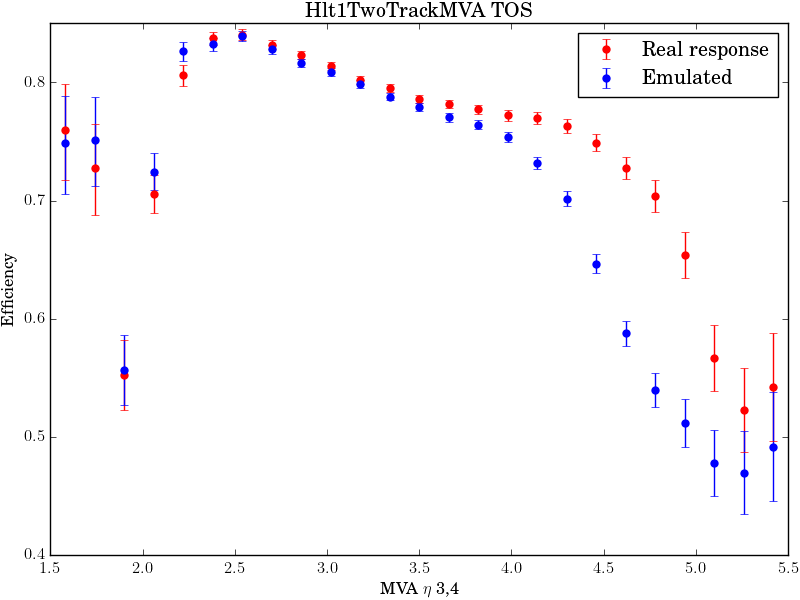 Hlt1TwoTrackMVA TOS
Real response
Emulated
Efficiency
0.8
0.7
0.6
0.5
0.4
1.5 2.0 2.5 3.0 3.5 4.0 4.5 5.0 5.5
MVA η 3,4